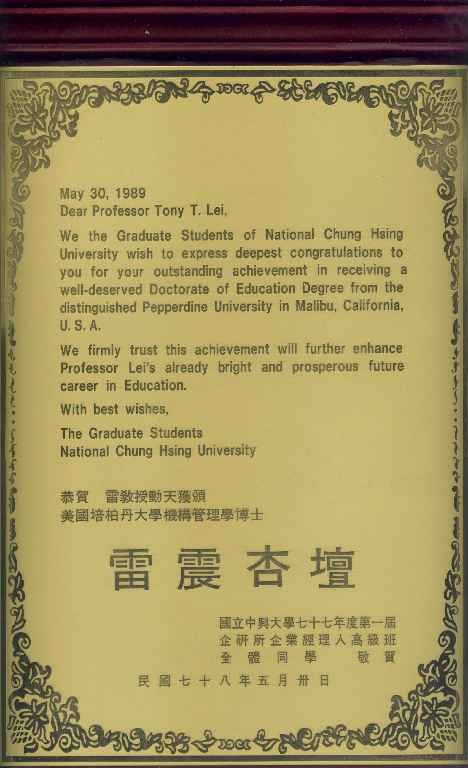 May 30, 1989
Dear Professor Tony T. Lei,
We the Graduate Students of National Chung Hsing
University wish to express deepest congratulations to
you for your outstanding achievement in receiving a
well-deserved Doctorate of Education Degree from the
distinguished Pepperdine University in Malibu, California,
U. S. A.
We firmly trust this achievement will further enhance
Professor Lei's already bright and prosperous future
career in Education.
With best wishes,
The Graduate Students
National Chung Hsing University
恭賀 雷教授動天獲頒
美國培柏丹大學機構管理學博士
雷震杏壇
國立中興大學七十七年度第一屆
企研所企業經理人高級班
全體同學 敬賀
民國七十八年五月卅日